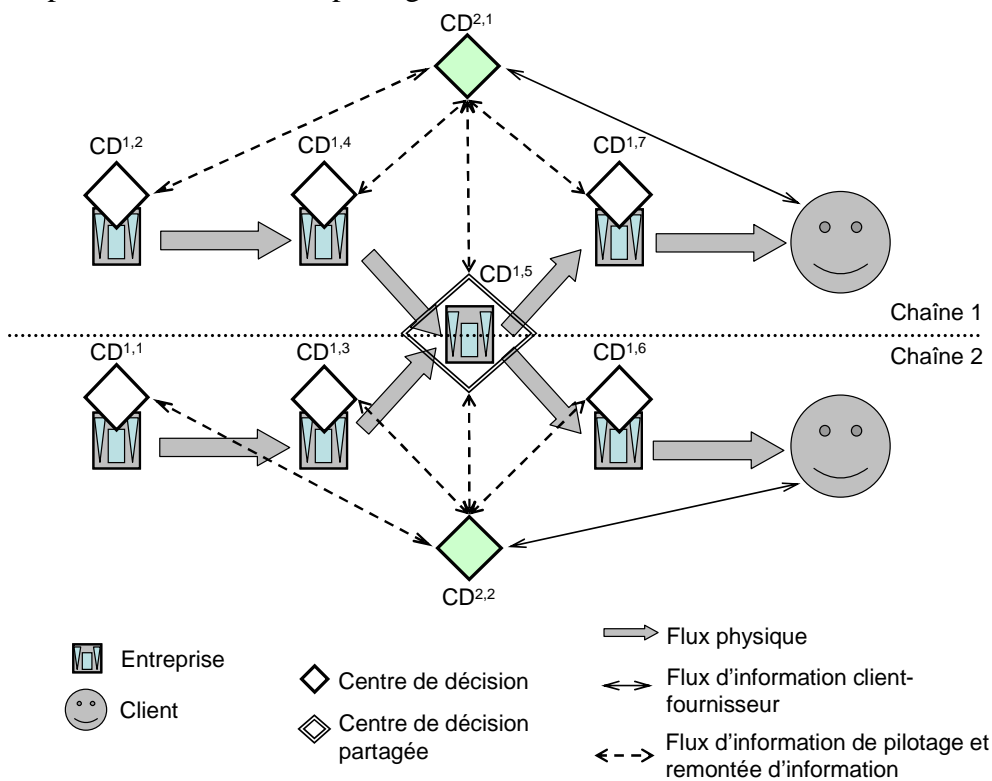 CD2,1
CD1,2
CD1,4
CD1,7
CD1,5
Chaîne 1
CD1,1
CD1,3
CD1,6
Chaîne 2
CD2,2
Entreprise
Client
Centre de décision
Centre de décision
partagée
Flux physique
Flux d'information client-
fournisseur
Flux d'information de pilotage et
remontée d'information